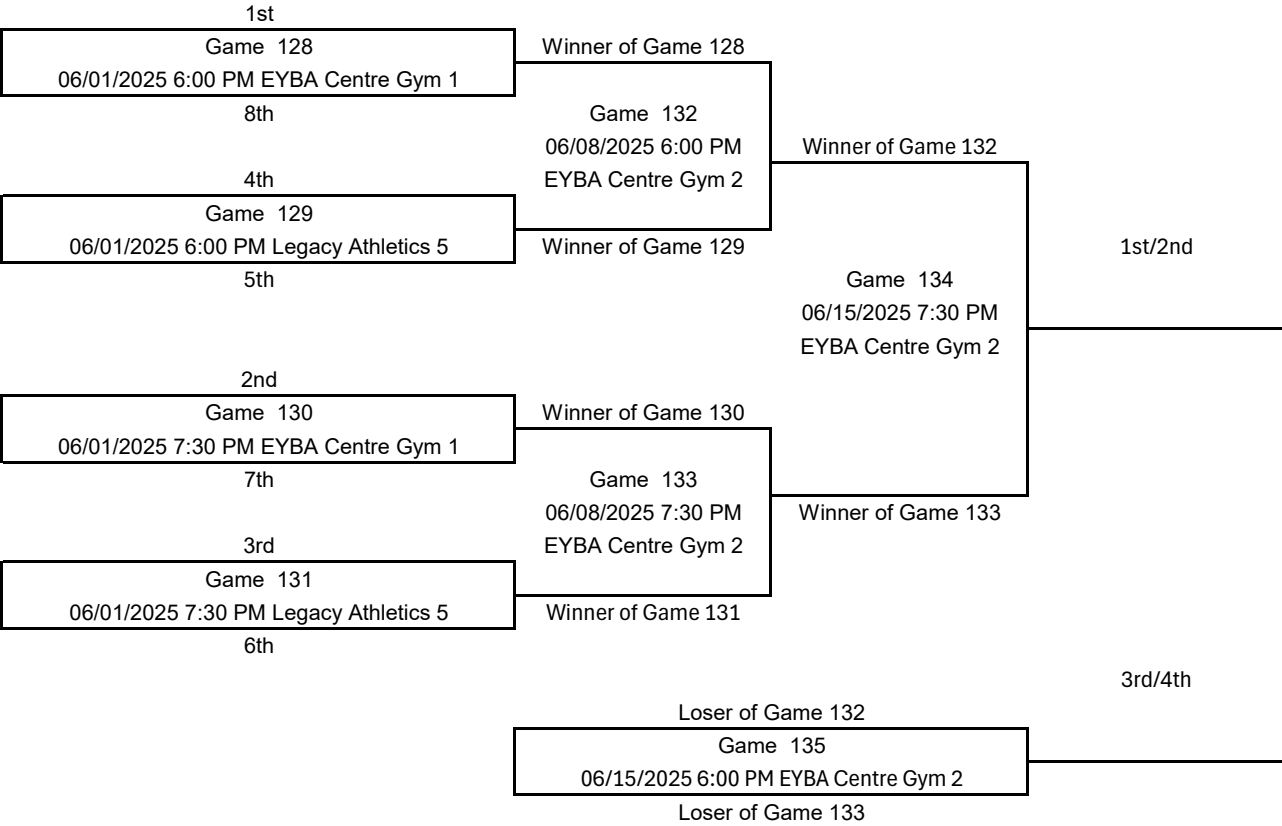 1st
Game 128
06/01/2025 6:00 PM EYBA Centre Gym 1
8th
4th
Game 129
06/01/2025 6:00 PM Legacy Athletics 5
5th
2nd
Game 130
06/01/2025 7:30 PM EYBA Centre Gym 1
7th
3rd
Game 131
06/01/2025 7:30 PM Legacy Athletics 5
6th
Winner of Game 128
Game 132
06/08/2025 6:00 PM
EYBA Centre Gym 2
Winner of Game 129
Winner of Game 130
Game 133
06/08/2025 7:30 PM
EYBA Centre Gym 2
Winner of Game 131
Winner of Game 132
Game 134
06/15/2025 7:30 PM
EYBA Centre Gym 2
Winner of Game 133
1st/2nd
Loser of Game 132
Game 135
06/15/2025 6:00 PM EYBA Centre Gym 2
Loser of Game 133
3rd/4th